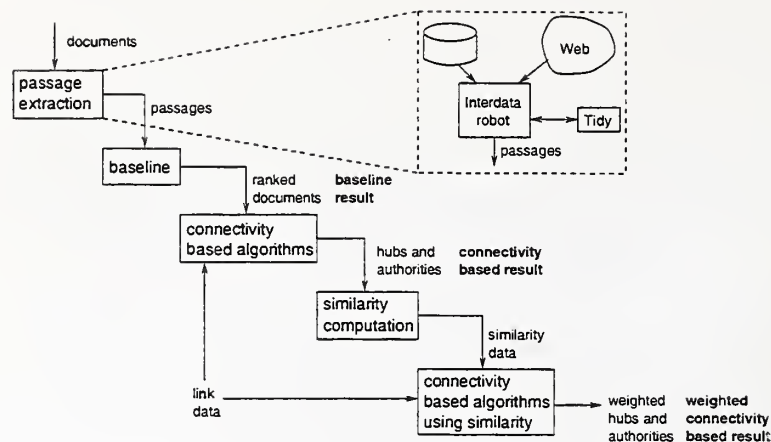 documents
passage
extraction
passages
Web
Interdata
robot
Tidy
passages
baseline
ranked
documents
baseline
result
connectivity
based algorithms
hubs and
authorities
connectivity
based result
similarity
computation
similarity
data
link
data
connectivity
based algorithms
using similarity
weighted
hubs and
authorities
weighted
connectivity
based result